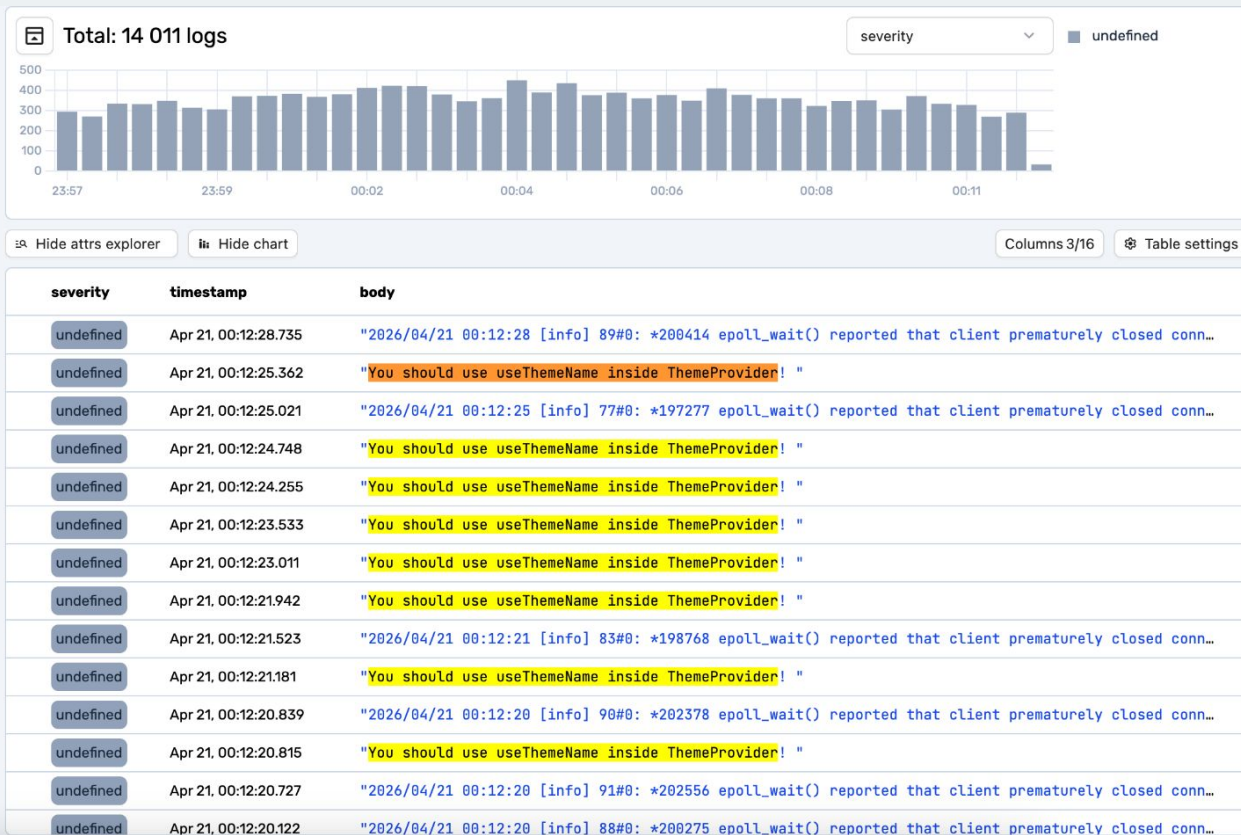 Total: 14 011 logs
severity
undefined
500
400
300
200
100
0
23:57 23:59 00:02 00:04 00:06 00:08 00:11
Hide attrs explorer Hide chart Columns 3/16 Table settings
severity timestamp body
undefined Apr 21, 00:12:28.735 "2026/04/21 00:12:28 [info] 89#0: *200414 epoll_wait() reported that client prematurely closed conn…
undefined Apr 21, 00:12:25.362 "You should use useThemeName inside ThemeProvider! "
undefined Apr 21, 00:12:25.021 "2026/04/21 00:12:25 [info] 77#0: *197277 epoll_wait() reported that client prematurely closed conn…
undefined Apr 21, 00:12:24.748 "You should use useThemeName inside ThemeProvider! "
undefined Apr 21, 00:12:24.255 "You should use useThemeName inside ThemeProvider! "
undefined Apr 21, 00:12:23.533 "You should use useThemeName inside ThemeProvider! "
undefined Apr 21, 00:12:23.011 "You should use useThemeName inside ThemeProvider! "
undefined Apr 21, 00:12:21.942 "You should use useThemeName inside ThemeProvider! "
undefined Apr 21, 00:12:21.523 "2026/04/21 00:12:21 [info] 83#0: *198768 epoll_wait() reported that client prematurely closed conn…
undefined Apr 21, 00:12:21.181 "You should use useThemeName inside ThemeProvider! "
undefined Apr 21, 00:12:20.839 "2026/04/21 00:12:20 [info] 90#0: *202378 epoll_wait() reported that client prematurely closed conn…
undefined Apr 21, 00:12:20.815 "You should use useThemeName inside ThemeProvider! "
undefined Apr 21, 00:12:20.727 "2026/04/21 00:12:20 [info] 91#0: *202556 epoll_wait() reported that client prematurely closed conn…
undefined Apr 21, 00:12:20.122 "2026/04/21 00:12:20 [info] 88#0: *200275 epoll_wait() reported that client prematurely closed conn…